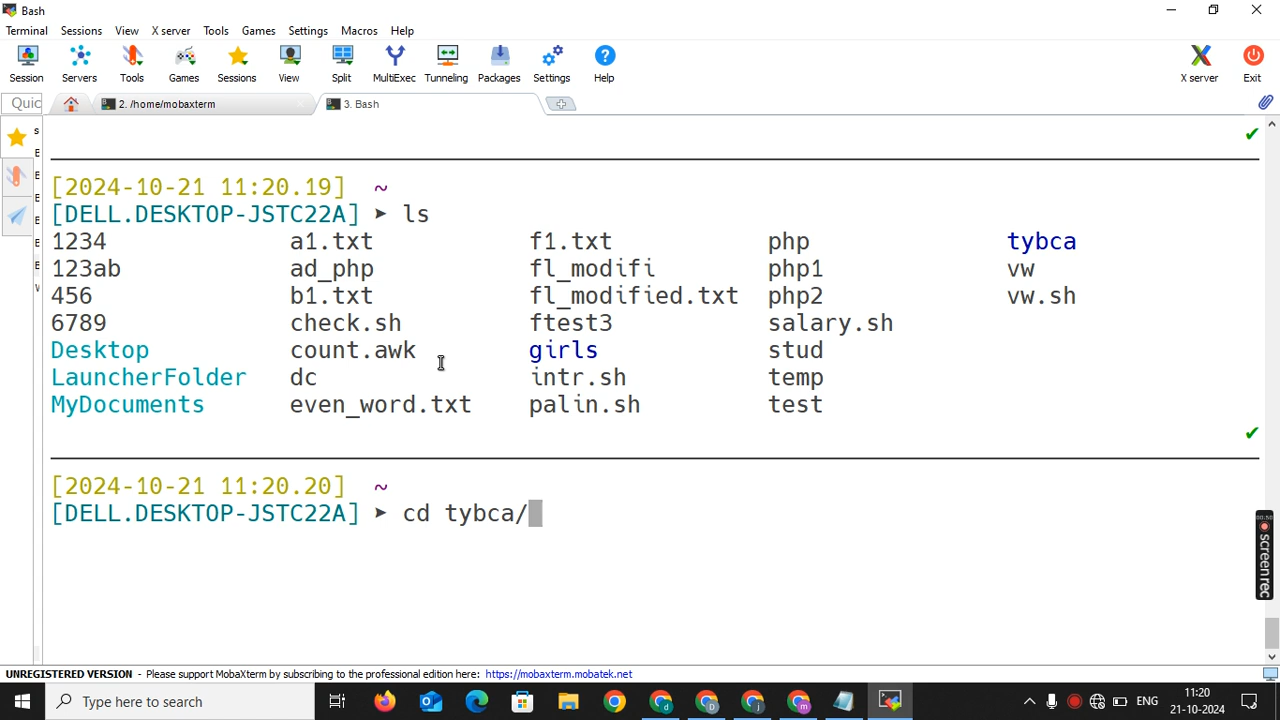 Bash
Terminal Sessions View X server Tools Games Settings Macros Help
Session Servers Tools Games Sessions View Split MultiExec Tunneling Packages Settings Help X server Exit
Quic 2. /home/mobaxterm 3. Bash
[2024-10-21 11:20.19] ~
[DELL.DESKTOP-JSTC22A] ➤ ls
1234 a1.txt f1.txt php tybca
123ab ad_php fl_modifi php1 vw
456 b1.txt fl_modified.txt php2 vw.sh
6789 check.sh ftest3 salary.sh
Desktop count.awk girls stud
LauncherFolder dc intr.sh temp
MyDocuments even_word.txt palin.sh test
[2024-10-21 11:20.20] ~
[DELL.DESKTOP-JSTC22A] ➤ cd tybca/
screen rec
UNREGISTERED VERSION - Please support MobaXterm by subscribing to the professional edition here: https://mobaxterm.mobatek.net
Type here to search
ENG
11:20
21-10-2024